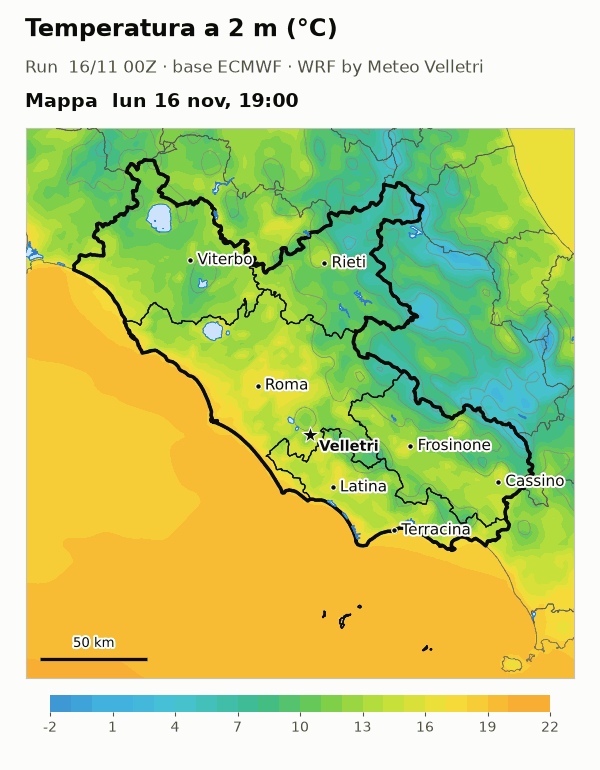 Temperatura a 2 m (°C)
Run  16/11 00Z · base ECMWF · WRF by Meteo Velletri
Mappa  lun 16 nov, 19:00
Viterbo
Rieti
Roma
Velletri
Frosinone
Latina
Cassino
Terracina
50 km
-2 1 4 7 10 13 16 19 22